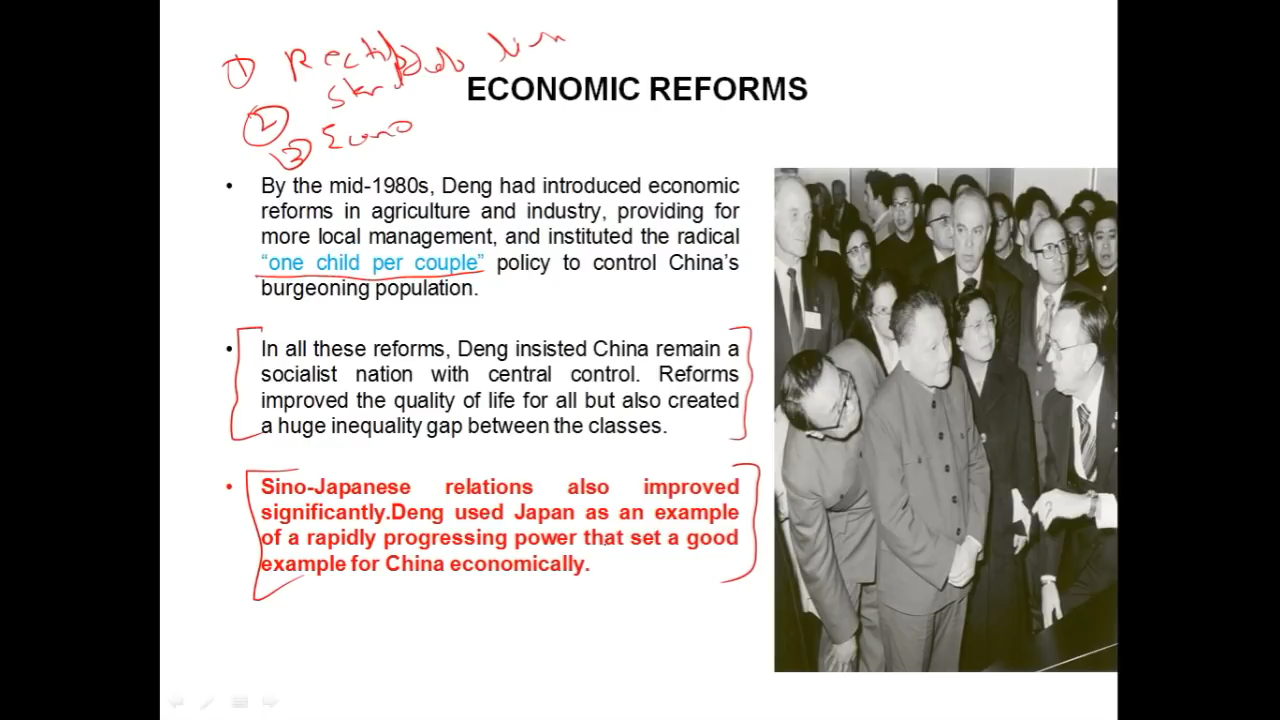 ①
②
③ Econo
ECONOMIC REFORMS
• By the mid-1980s, Deng had introduced economic
reforms in agriculture and industry, providing for
more local management, and instituted the radical
“one child per couple” policy to control China’s
burgeoning population.
• In all these reforms, Deng insisted China remain a
socialist nation with central control. Reforms
improved the quality of life for all but also created
a huge inequality gap between the classes.
• Sino-Japanese relations also improved
significantly.Deng used Japan as an example
of a rapidly progressing power that set a good
example for China economically.